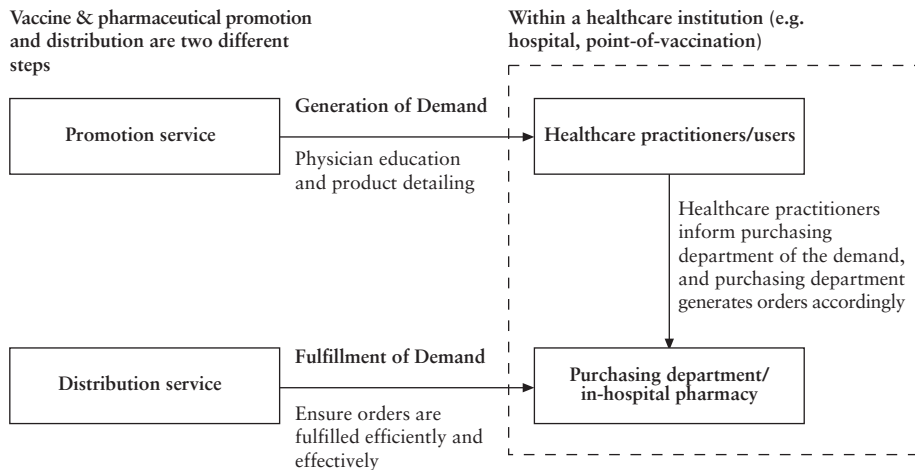 Vaccine & pharmaceutical promotion
and distribution are two different
steps
Within a healthcare institution (e.g.
hospital, point-of-vaccination)
Promotion service
Generation of Demand
Physician education
and product detailing
Healthcare practitioners/users
Healthcare practitioners
inform purchasing
department of the demand,
and purchasing department
generates orders accordingly
Distribution service
Fulfillment of Demand
Ensure orders are
fulfilled efficiently and
effectively
Purchasing department/
in-hospital pharmacy